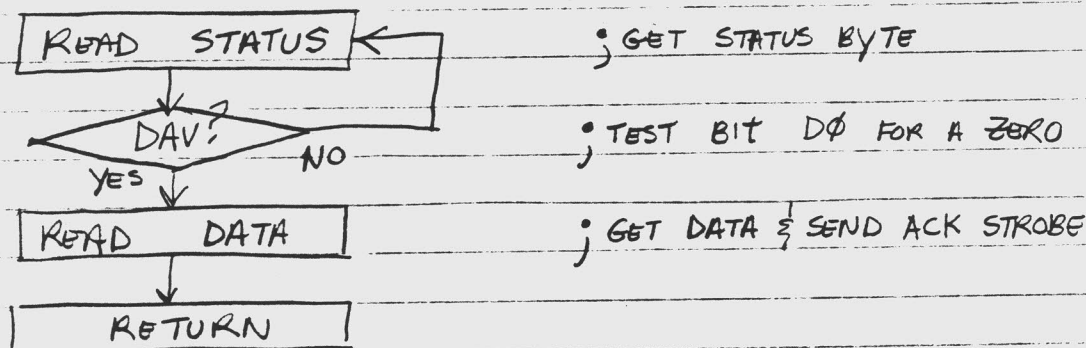 READ STATUS ; GET STATUS BYTE
DAV? ; TEST BIt DØ FOR A ZERO
NO
YES
READ DATA ; GET DATA & SEND ACK STROBE
RETURN